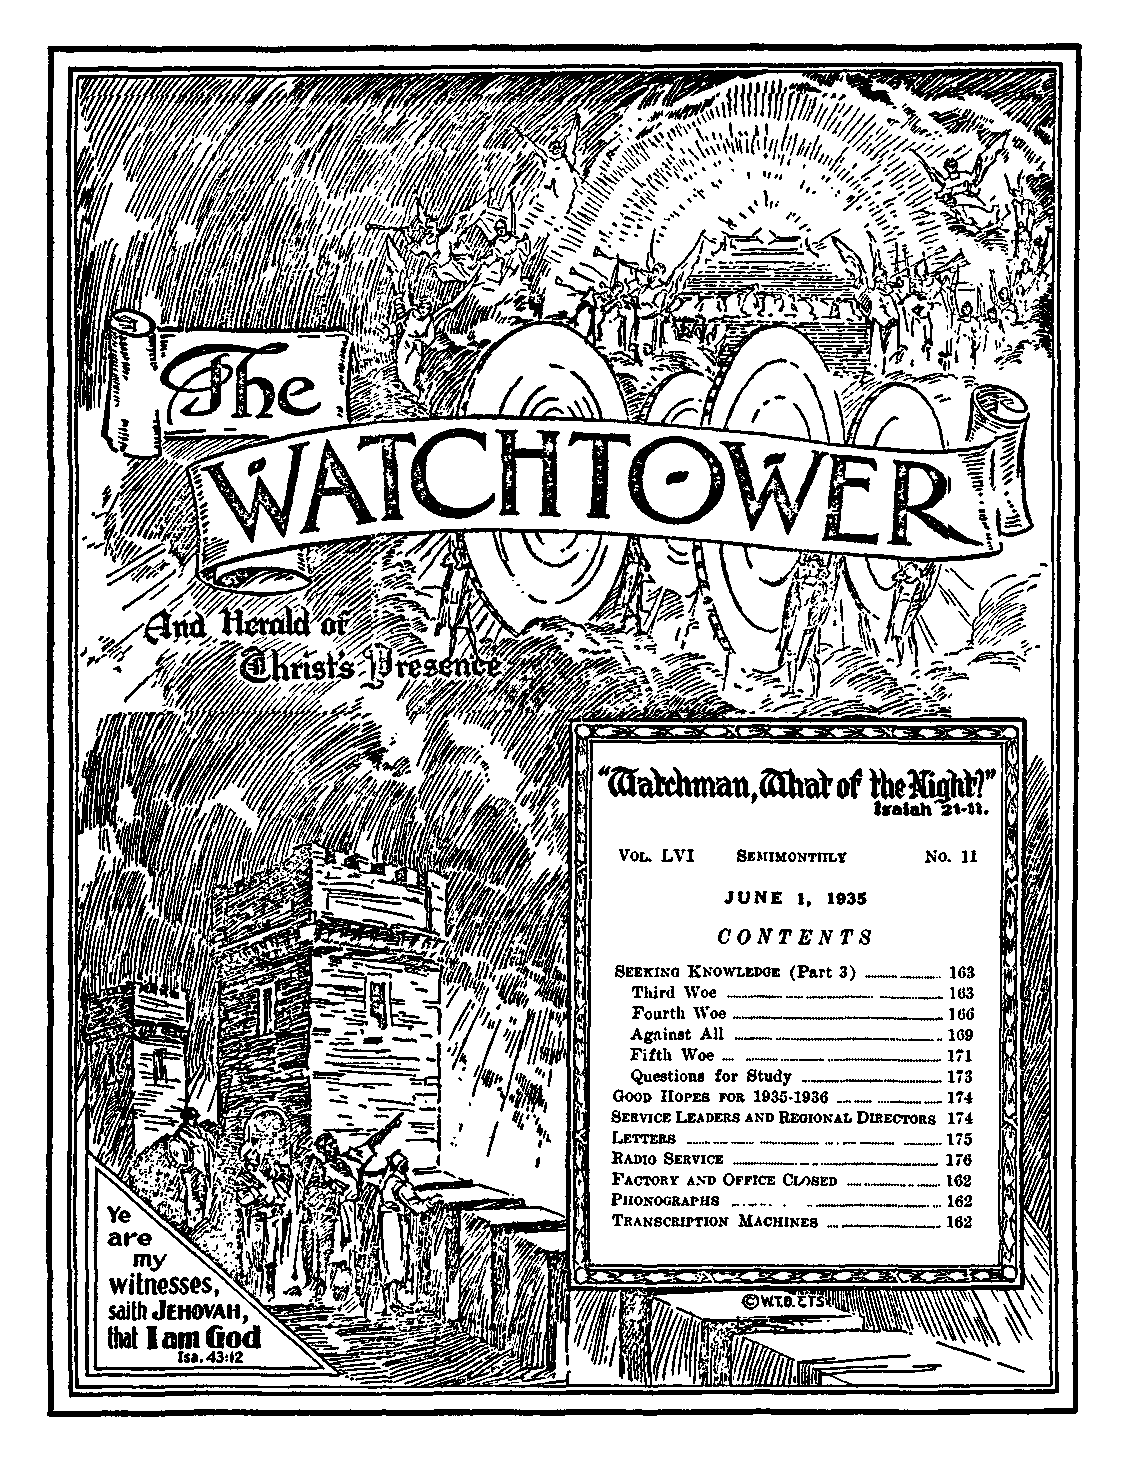 The
WATCHTOWER
And Herald of
Christ's Presence
"Watchman, What of the Night?"
Isaiah 21-11.
VOL. LVI SEMIMONTHLY No. 11
JUNE 1, 1935
CONTENTS
SEEKING KNOWLEDGE (Part 3) 163
Third Woe 163
Fourth Woe 166
Against All 169
Fifth Woe 171
Questions for Study 173
GOOD HOPES FOR 1935-1936 174
SERVICE LEADERS AND REGIONAL DIRECTORS 174
LETTERS 175
RADIO SERVICE 176
FACTORY AND OFFICE CLOSED 162
PHONOGRAPHS 162
TRANSCRIPTION MACHINES 162
©W.T.B.&T.S.
Ye
are
my
witnesses,
saith JEHOVAH,
that I am God
Isa. 43:12